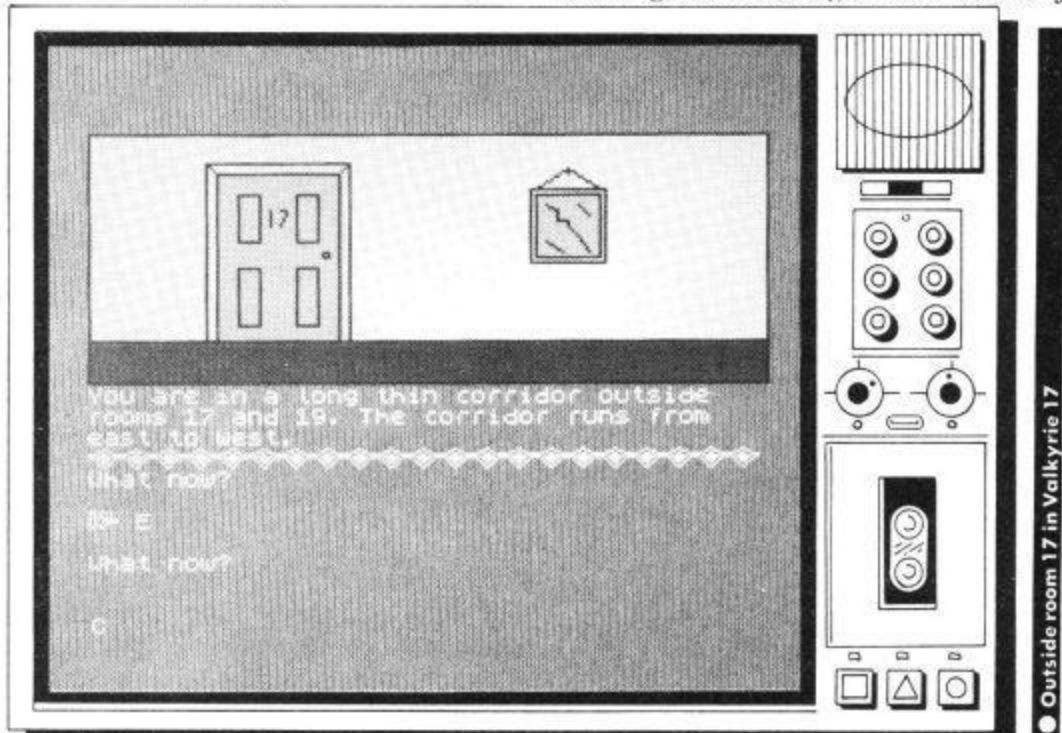 17
You are in a long thin corridor outside
rooms 17 and 19. The corridor runs from
east to west.
What now?
E
What now?
Outside room 17 in Valkyrie 17